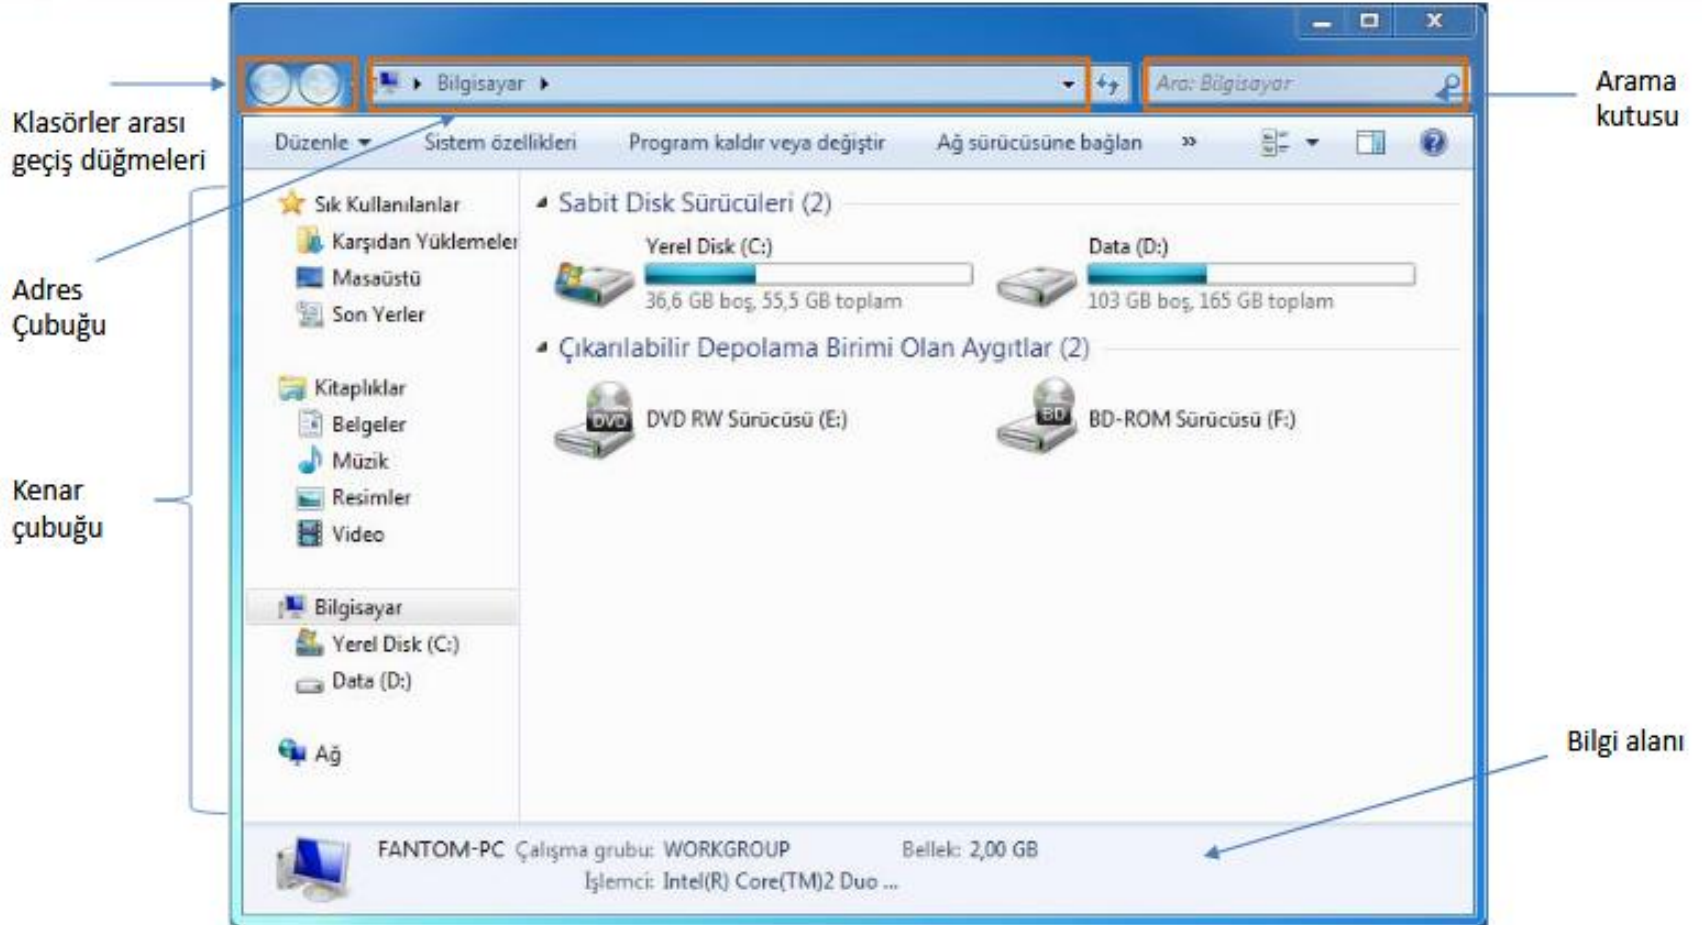 Klasörler arası
geçiş düğmeleri
Adres
Çubuğu
Kenar
çubuğu
Bilgisayar
Ara: Bilgisayar
Arama
kutusu
Düzenle
Sistem özellikleri
Program kaldır veya değiştir
Ağ sürücüsüne bağlan
»
Sık Kullanılanlar
Karşıdan Yüklemeler
Masaüstü
Son Yerler
Kitaplıklar
Belgeler
Müzik
Resimler
Video
Bilgisayar
Yerel Disk (C:)
Data (D:)
Ağ
Sabit Disk Sürücüleri (2)
Yerel Disk (C:)
36,6 GB boş, 55,5 GB toplam
Data (D:)
103 GB boş, 165 GB toplam
Çıkarılabilir Depolama Birimi Olan Aygıtlar (2)
DVD
DVD RW Sürücüsü (E:)
BD
BD-ROM Sürücüsü (F:)
Bilgi alanı
FANTOM-PC Çalışma grubu: WORKGROUP Bellek: 2,00 GB
İşlemci: Intel(R) Core(TM)2 Duo ...